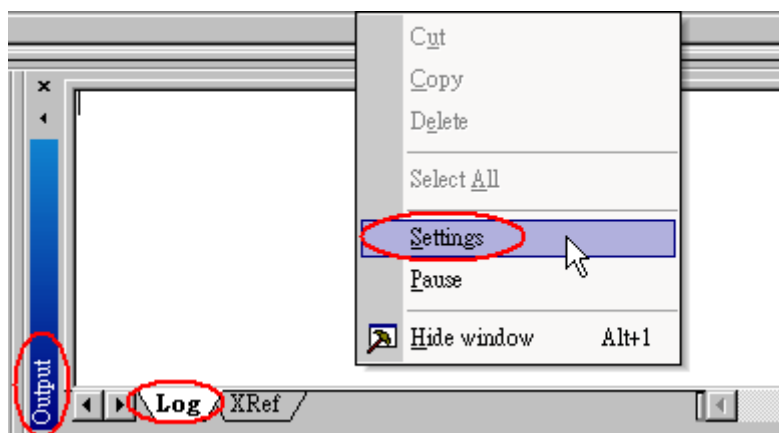 Cut
Copy
Delete
Select All
Settings
Pause
Hide window Alt+1
Output
Log XRef